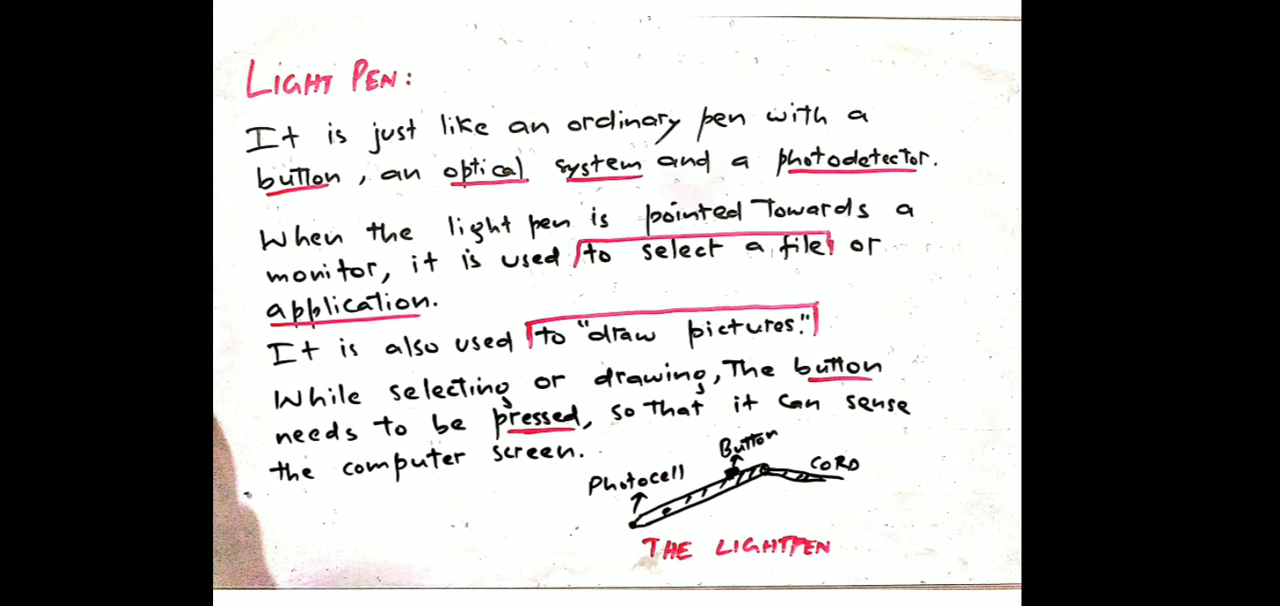 LIGHT PEN:
It is just like an ordinary pen with a
button, an optical system and a photodetector.
When the light pen is pointed Towards a
monitor, it is used to select a file or
application.
It is also used to "draw pictures."
While selecting or drawing, The button
needs to be pressed, so that it can sense
the computer screen.
Button
CORD
Photocell
THE LIGHTPEN